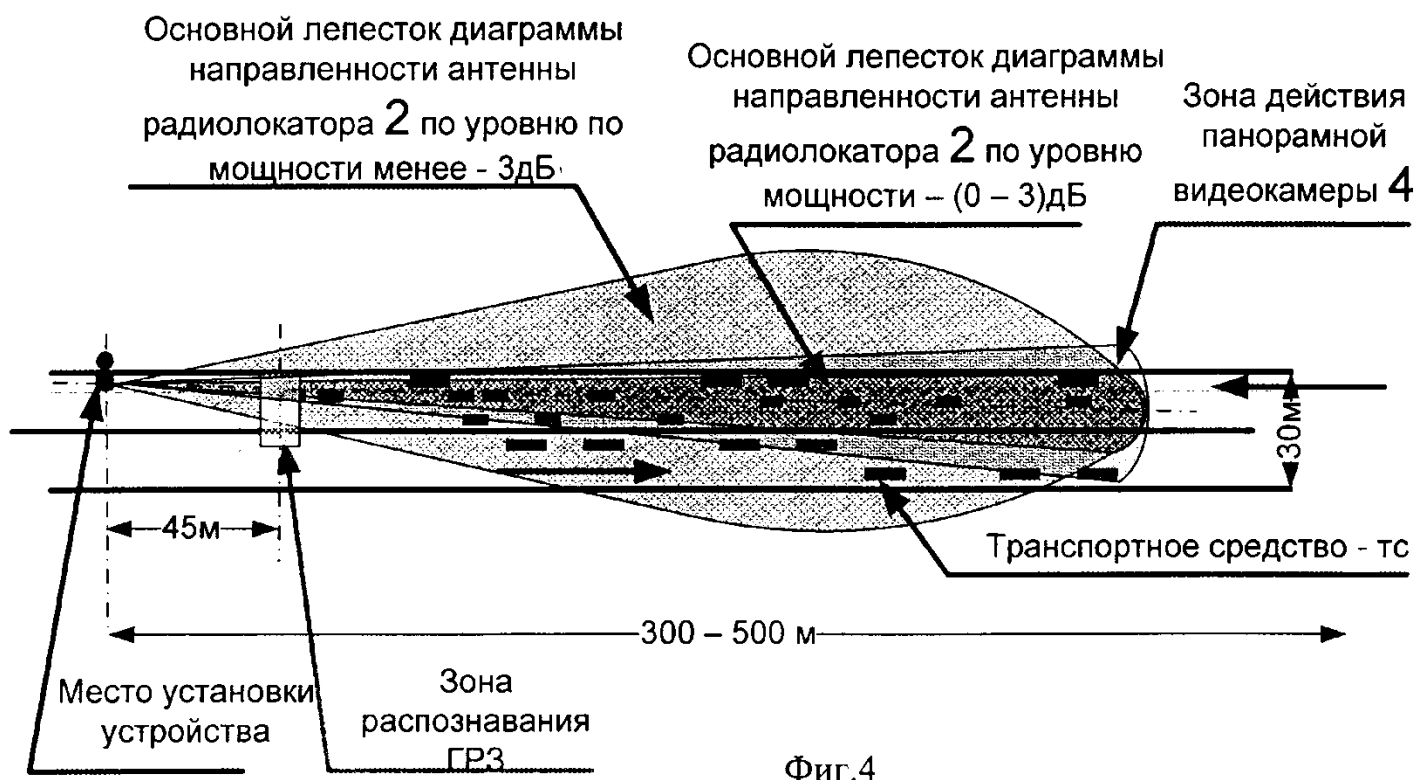 Основной лепесток диаграммы
направленности антенны
радиолокатора 2 по уровню по
мощности менее - 3дБ
Основной лепесток диаграммы
направленности антенны
радиолокатора 2 по уровню
мощности – (0 – 3)дБ
Зона действия
панорамной
видеокамеры 4
30м
45м
Транспортное средство - тс
300 – 500 м
Место установки
устройства
Зона
распознавания
ГРЗ
Фиг.4